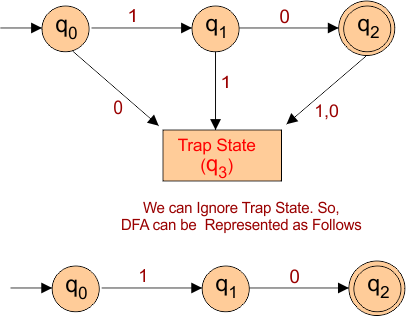 q0
1
q1
0
q2
0
1
1,0
Trap State
(q3)
We can Ignore Trap State. So,
DFA can be Represented as Follows
q0
1
q1
0
q2